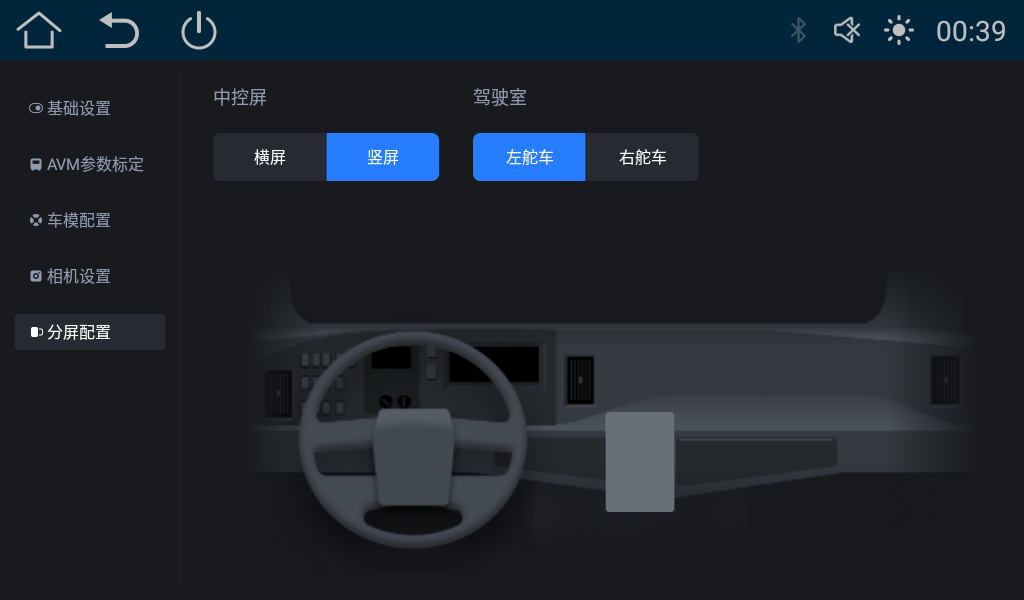 00:39
基础设置
AVM参数标定
车模配置
相机设置
分屏配置
中控屏
驾驶室
横屏
竖屏
左舵车
右舵车